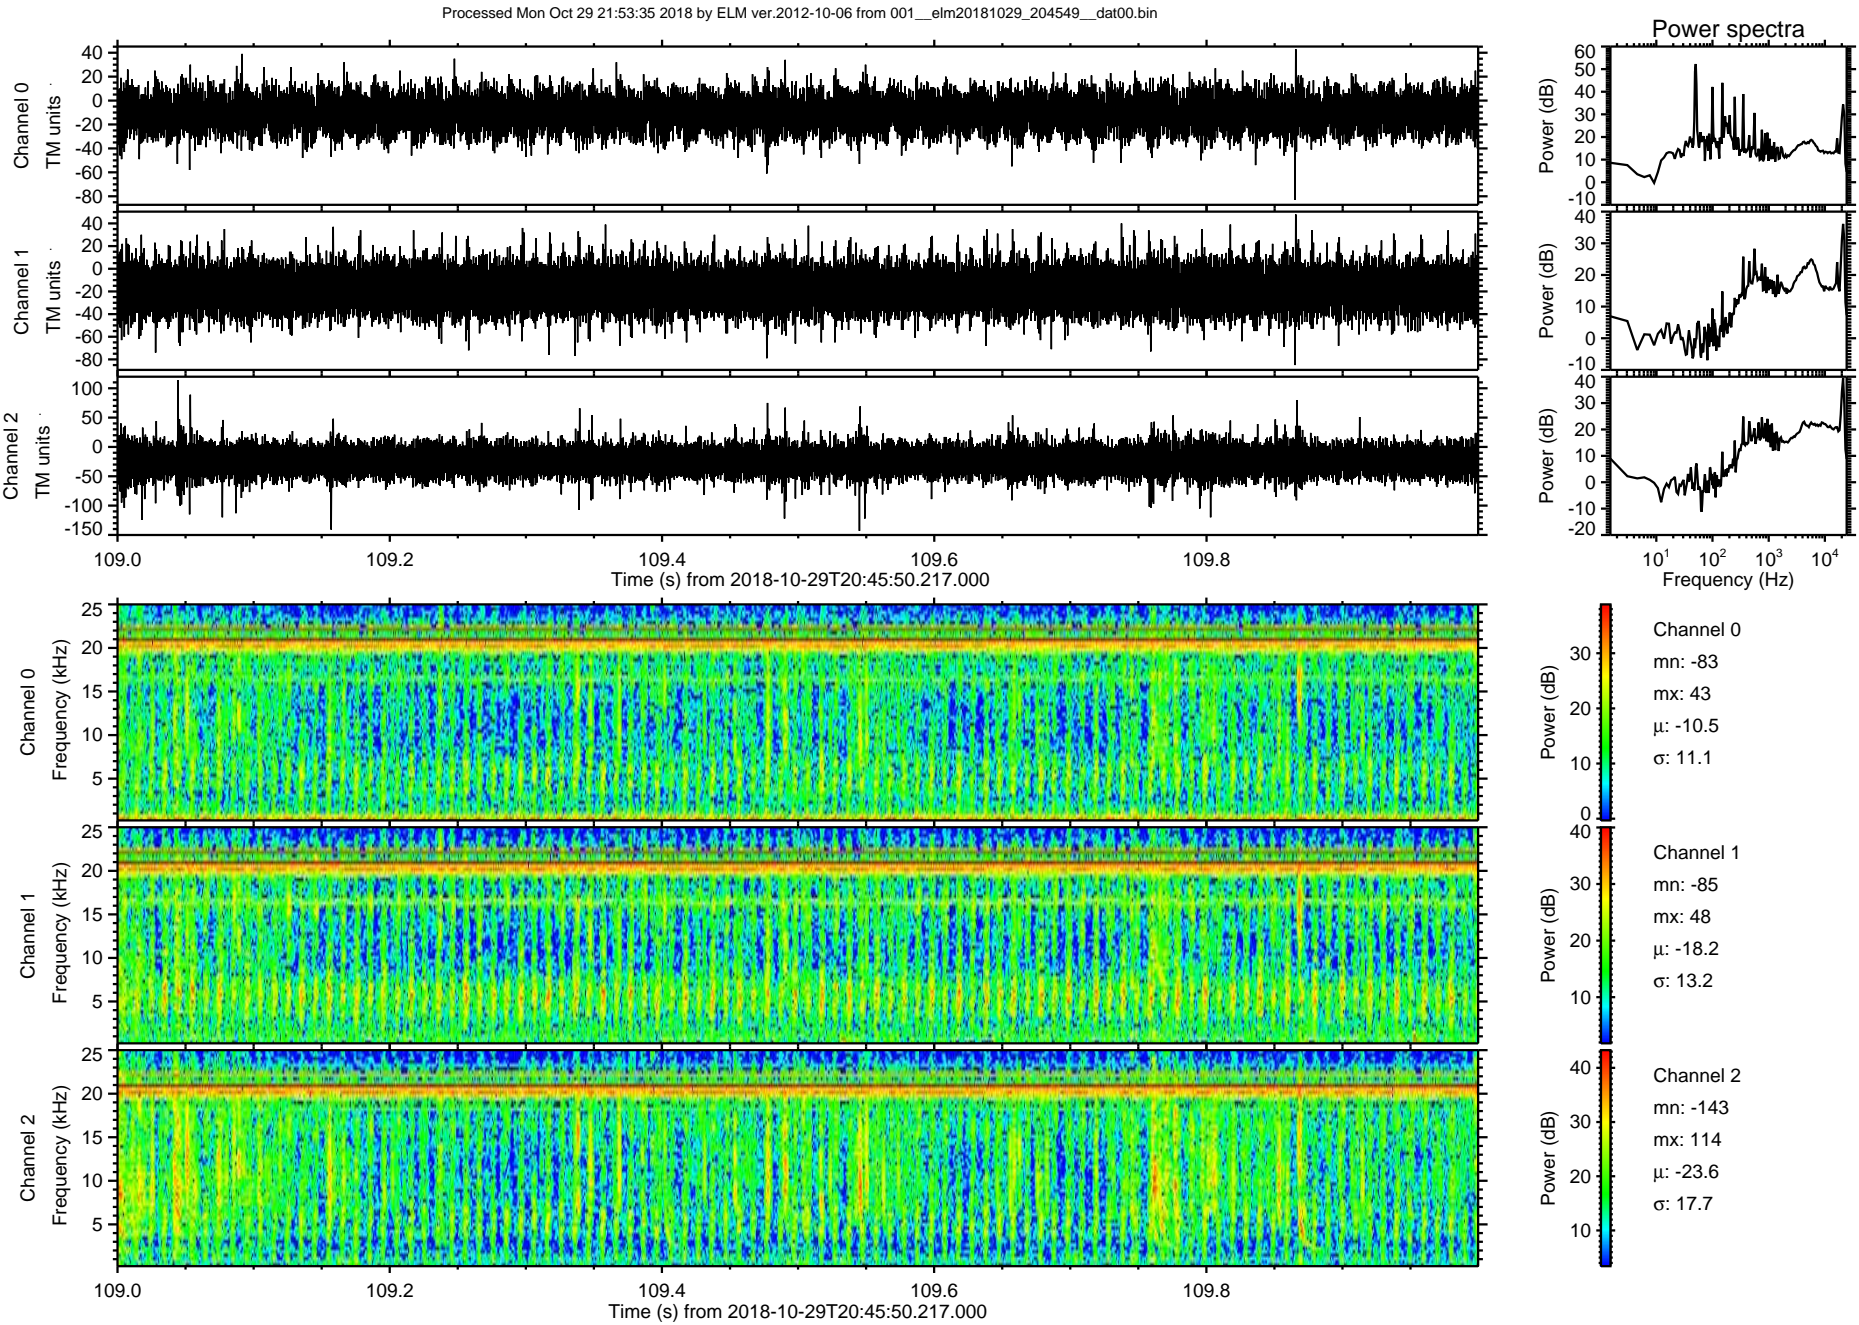 Processed Mon Oct 29 21:53:35 2018 by ELM ver.2012-10-06 from 001__elm20181029_204549__dat00.bin
Power spectra
Channel 0
TM units
40
20
0
-20
-40
-60
-80
Power (dB)
60
50
40
30
20
10
0
-10
Channel 1
TM units
40
20
0
-20
-40
-60
-80
Power (dB)
40
30
20
10
0
-10
Channel 2
TM units
100
50
0
-50
-100
-150
Power (dB)
40
30
20
10
0
-10
-20
109.0 109.2 109.4 109.6 109.8
Time (s) from 2018-10-29T20:45:50.217.000
10¹ 10² 10³ 10⁴
Frequency (Hz)
Channel 0
Frequency (kHz)
25
20
15
10
5
Power (dB)
30
20
10
0
Channel 0
mn: -83
mx: 43
μ: -10.5
σ: 11.1
Channel 1
Frequency (kHz)
25
20
15
10
5
Power (dB)
40
30
20
10
Channel 1
mn: -85
mx: 48
μ: -18.2
σ: 13.2
Channel 2
Frequency (kHz)
25
20
15
10
5
Power (dB)
40
30
20
10
Channel 2
mn: -143
mx: 114
μ: -23.6
σ: 17.7
109.0 109.2 109.4 109.6 109.8
Time (s) from 2018-10-29T20:45:50.217.000